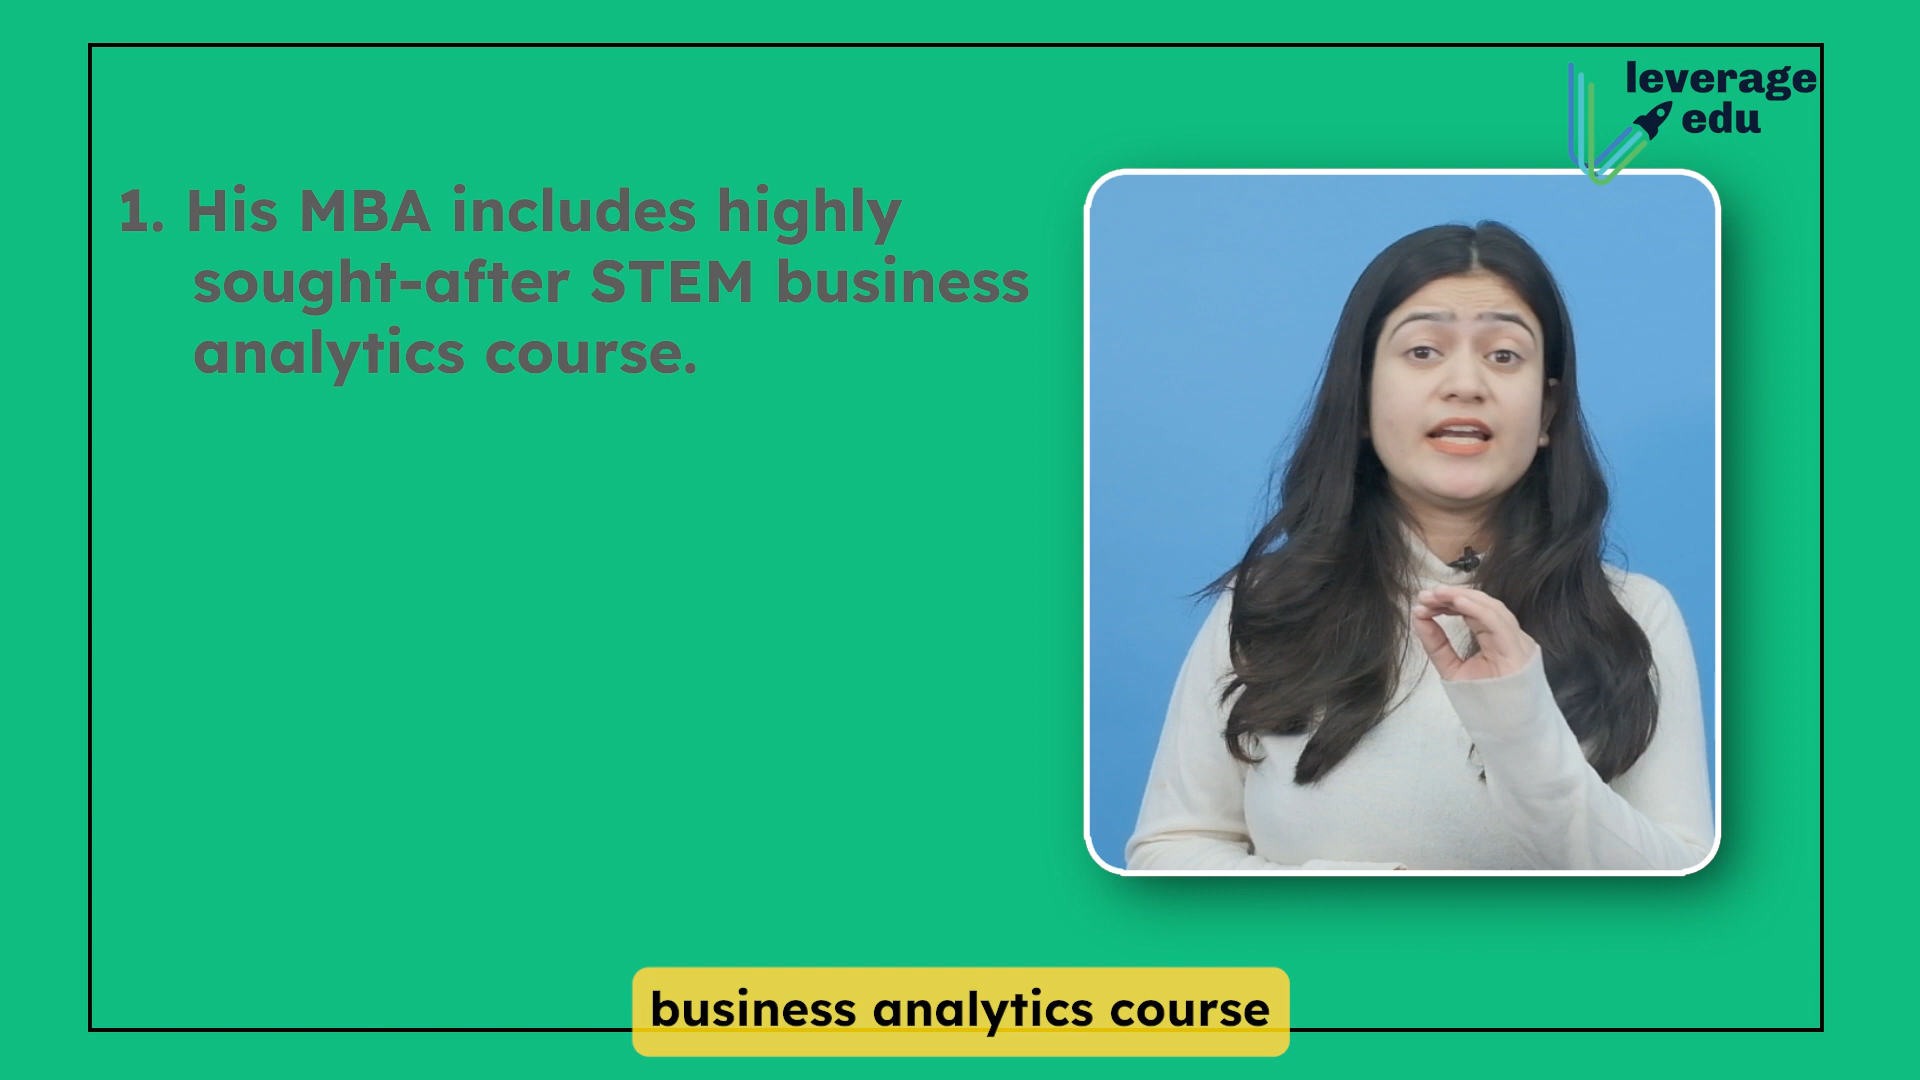 leverage
edu
1. His MBA includes highly
sought-after STEM business
analytics course.
business analytics course